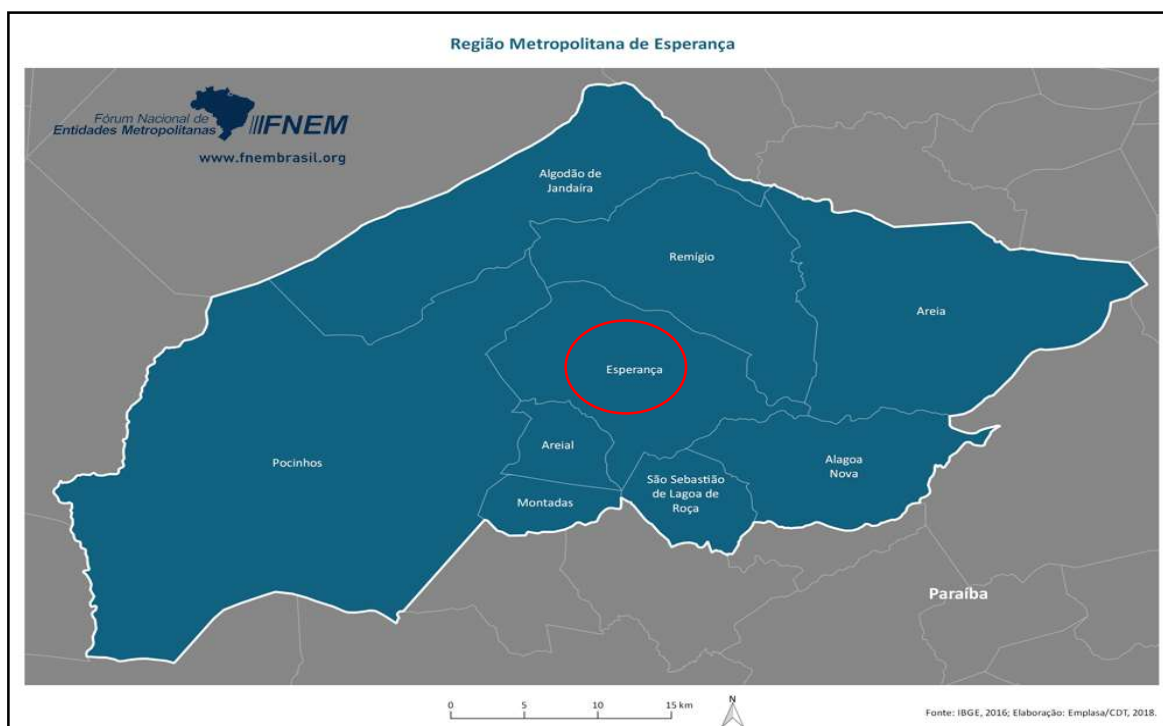 Região Metropolitana de Esperança
Fórum Nacional de
Entidades Metropolitanas
FNEM
www.fnembrasil.org
Algodão de
Jandaíra
Remígio
Areia
Esperança
Areial
Pocinhos
Alagoa
Nova
São Sebastião
de Lagoa de
Roça
Montadas
Paraíba
0 5 10 15 km
N
Fonte: IBGE, 2016; Elaboração: Emplasa/CDT, 2018.